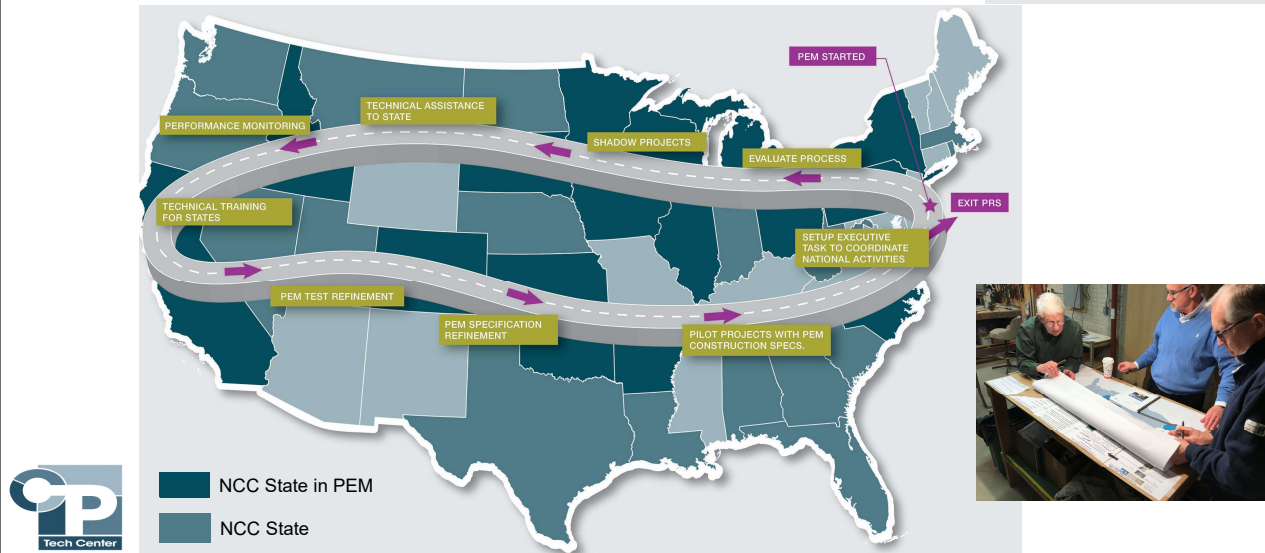 PEM STARTED
TECHNICAL ASSISTANCE
TO STATE
PERFORMANCE MONITORING
SHADOW PROJECTS
EVALUATE PROCESS
EXIT PRS
TECHNICAL TRAINING
FOR STATES
SETUP EXECUTIVE
TASK TO COORDINATE
NATIONAL ACTIVITIES
PEM TEST REFINEMENT
PEM SPECIFICATION
REFINEMENT
PILOT PROJECTS WITH PEM
CONSTRUCTION SPECS.
NCC State in PEM
NCC State
CP
Tech Center